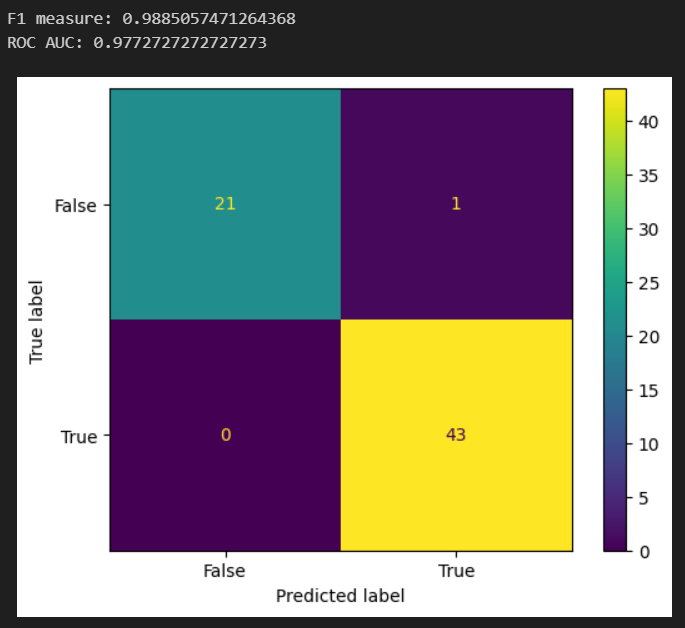 F1 measure: 0.9885057471264368
ROC AUC: 0.9772727272727273
40
35
False
21
1
30
25
True label
20
15
True
0
43
10
5
0
False
True
Predicted label